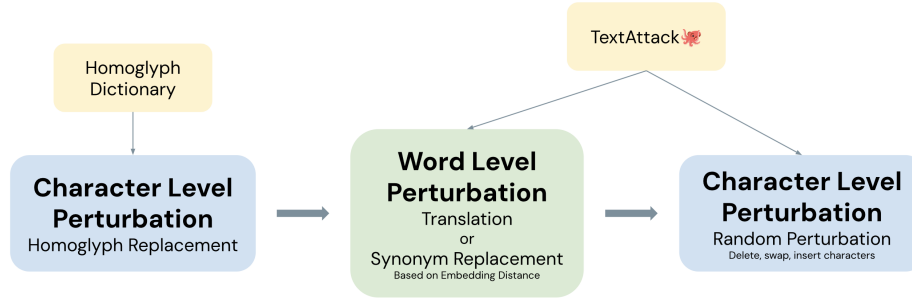 TextAttack🐙
Homoglyph
Dictionary
Character Level
Perturbation
Homoglyph Replacement
Word Level
Perturbation
Translation
or
Synonym Replacement
Based on Embedding Distance
Character Level
Perturbation
Random Perturbation
Delete, swap, insert characters